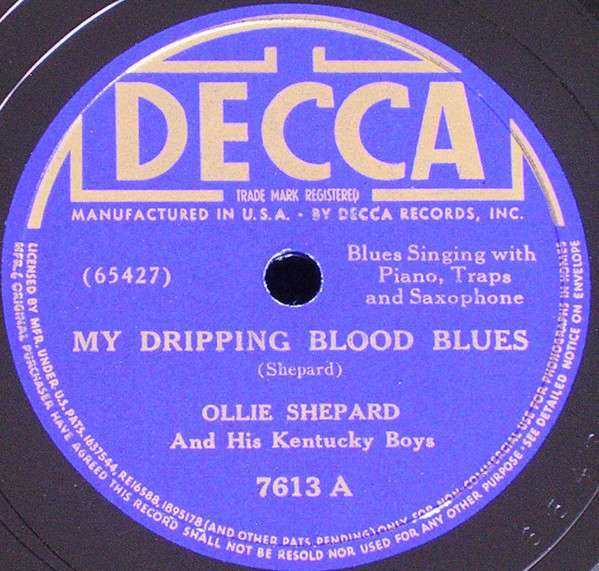 DECCA
TRADE MARK REGISTERED
MANUFACTURED IN U.S.A. - BY DECCA RECORDS, INC.
(65427)
Blues Singing with
Piano, Traps
and Saxophone
MY DRIPPING BLOOD BLUES
(Shepard)
OLLIE SHEPARD
And His Kentucky Boys
7613 A
LICENSED BY MFR. UNDER U.S. PATS. 1637544, RE16588, 1895178 (AND OTHER PATS. PENDING) ONLY FOR NON-COMMERCIAL USE FOR PHONOGRAPHS IN HOMES
MFR. & ORIGINAL PURCHASER HAVE AGREED THIS RECORD SHALL NOT BE RESOLD NOR USED FOR ANY OTHER PURPOSE · SEE DETAILED NOTICE ON ENVELOPE